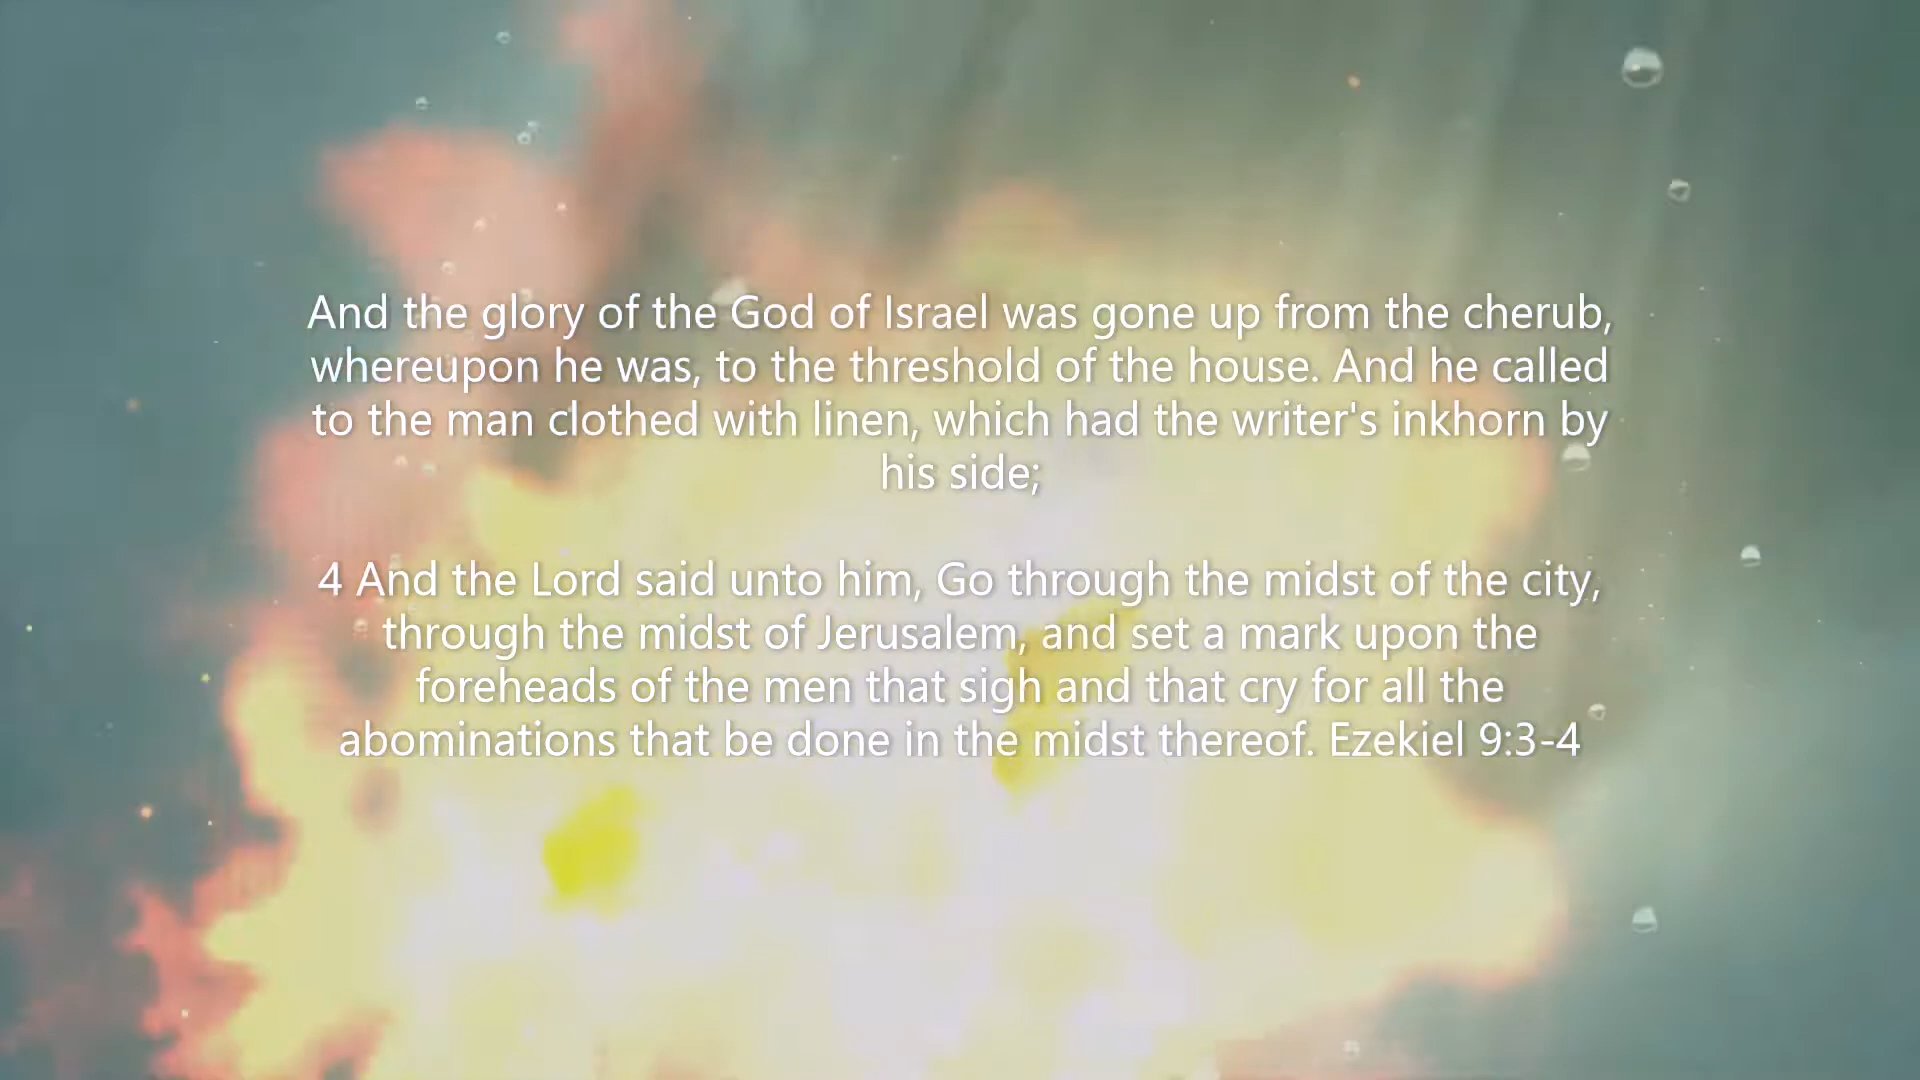 And the glory of the God of Israel was gone up from the cherub,
whereupon he was, to the threshold of the house. And he called
to the man clothed with linen, which had the writer's inkhorn by
his side;
4 And the Lord said unto him, Go through the midst of the city,
through the midst of Jerusalem, and set a mark upon the
foreheads of the men that sigh and that cry for all the
abominations that be done in the midst thereof. Ezekiel 9:3-4